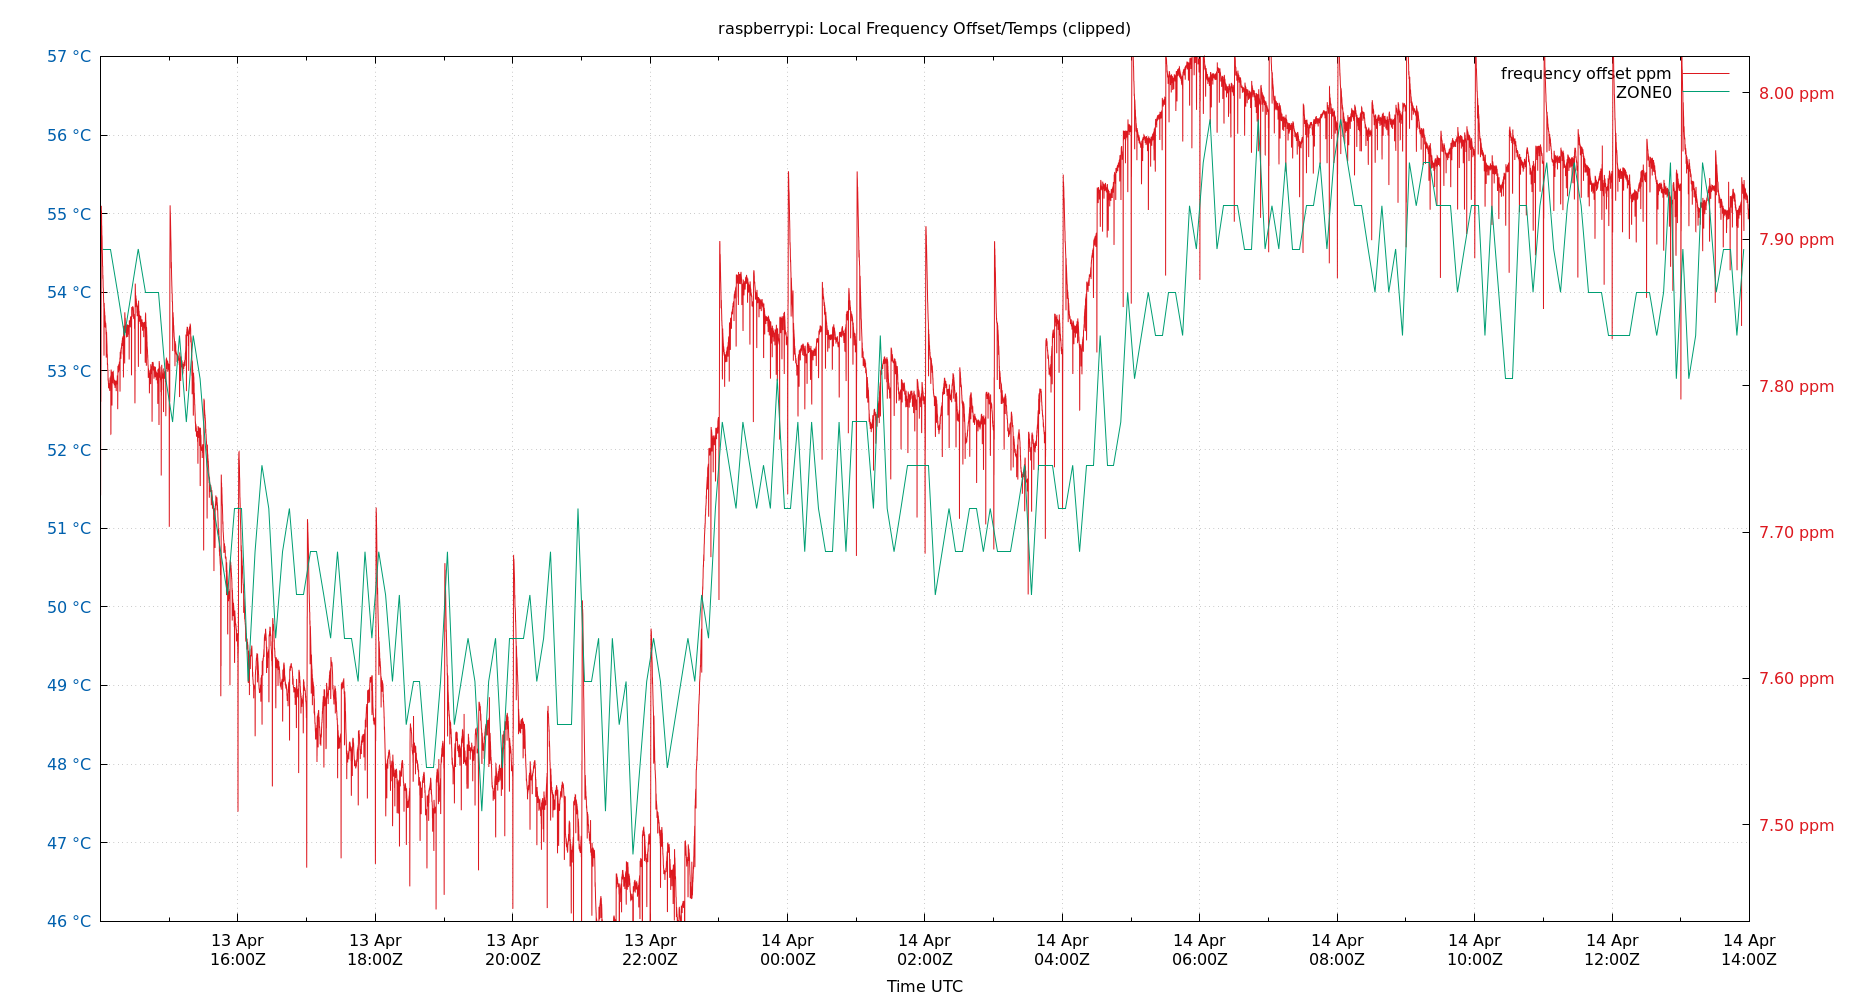 raspberrypi: Local Frequency Offset/Temps (clipped)
57 °C
56 °C
55 °C
54 °C
53 °C
52 °C
51 °C
50 °C
49 °C
48 °C
47 °C
46 °C
frequency offset ppm
ZONE0
8.00 ppm
7.90 ppm
7.80 ppm
7.70 ppm
7.60 ppm
7.50 ppm
13 Apr
16:00Z
13 Apr
18:00Z
13 Apr
20:00Z
13 Apr
22:00Z
14 Apr
00:00Z
14 Apr
02:00Z
14 Apr
04:00Z
14 Apr
06:00Z
14 Apr
08:00Z
14 Apr
10:00Z
14 Apr
12:00Z
14 Apr
14:00Z
Time UTC